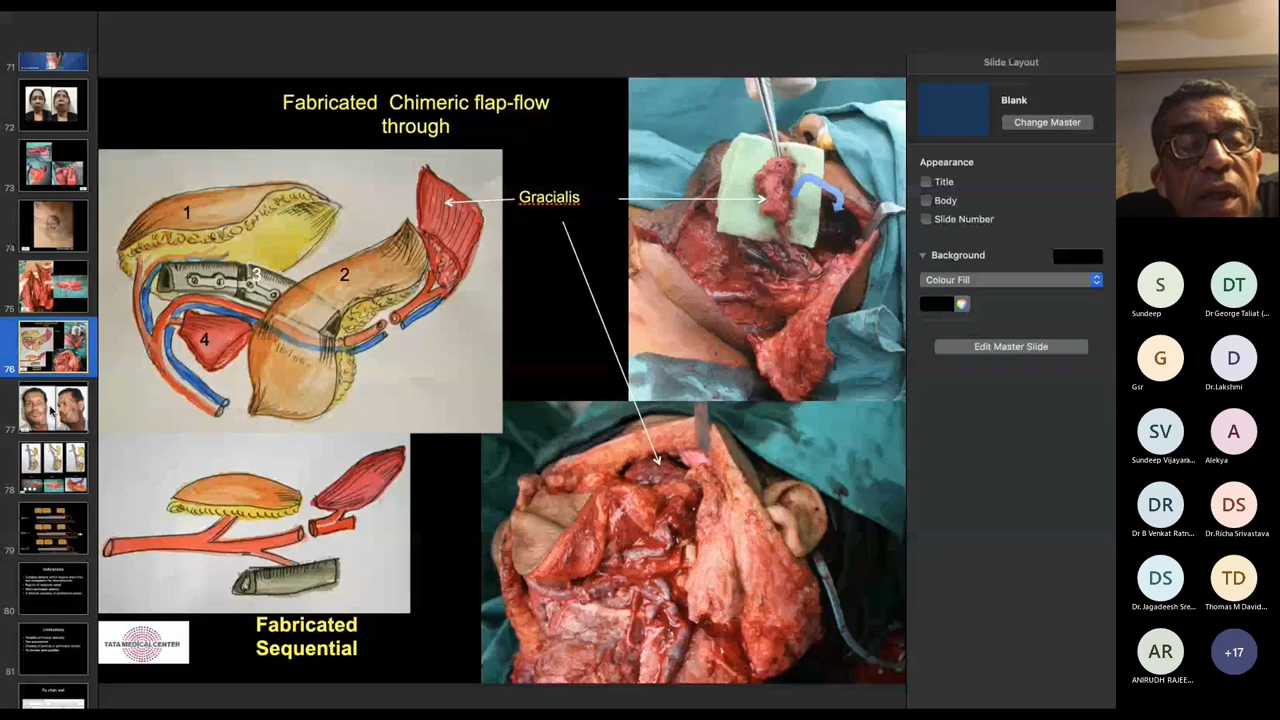 71
72
73
74
75
76
77
78
79
80
81
Indications
Limitations
Fabricated Chimeric flap-flow
through
1
2
3
4
Gracialis
Fabricated
Sequential
TATA MEDICAL CENTER
Slide Layout
Blank
Change Master
Appearance
Title
Body
Slide Number
Background
Colour Fill
Edit Master Slide
S
Sundeep
DT
Dr George Taliat (...
G
Gsr
D
Dr.Lakshmi
SV
Sundeep Vijayara...
A
Alekya
DR
Dr B Venkat Ratn...
DS
Dr.Richa Srivastava
DS
Dr. Jagadeesh Sre...
TD
Thomas M David...
AR
ANIRUDH RAJEE...
+17